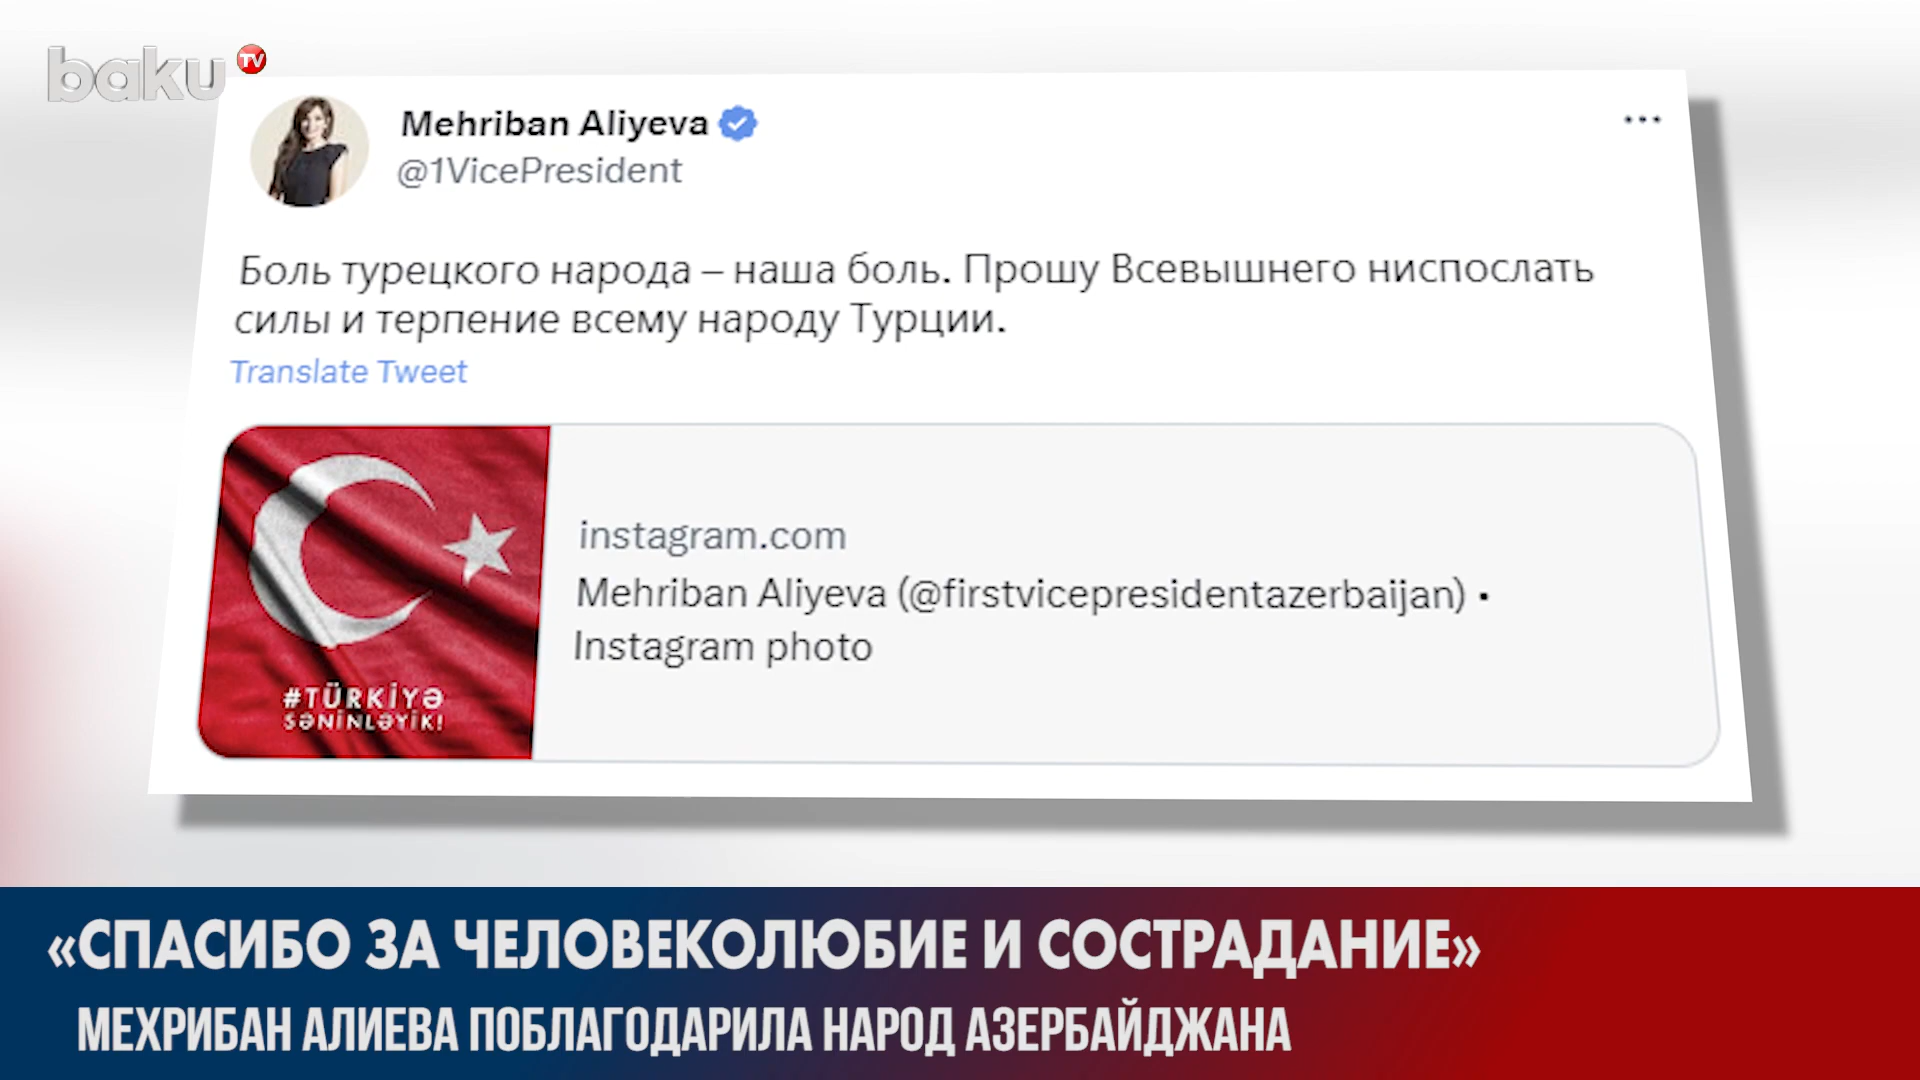 baku TV
Mehriban Aliyeva
@1VicePresident
Боль турецкого народа – наша боль. Прошу Всевышнего ниспослать
силы и терпение всему народу Турции.
Translate Tweet
#TÜRKİYƏ
SƏNİNLƏYİK!
instagram.com
Mehriban Aliyeva (@firstvicepresidentazerbaijan) •
Instagram photo
«СПАСИБО ЗА ЧЕЛОВЕКОЛЮБИЕ И СОСТРАДАНИЕ»
МЕХРИБАН АЛИЕВА ПОБЛАГОДАРИЛА НАРОД АЗЕРБАЙДЖАНА